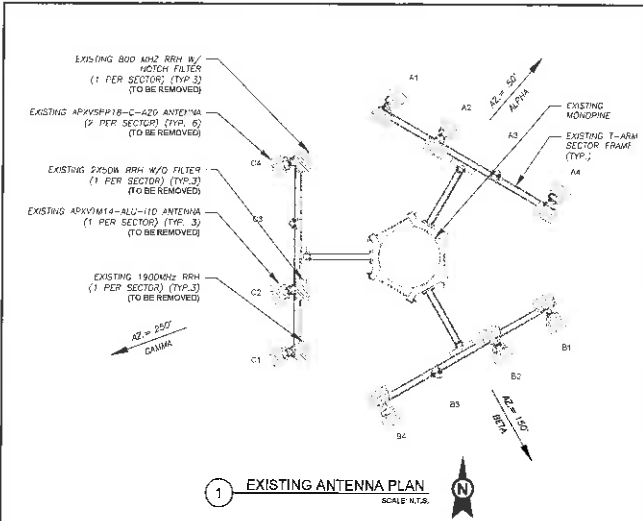 EXISTING 800 MHZ RRH W/
NOTCH FILTER
(1 PER SECTOR) (TYP.3)
(TO BE REMOVED)
EXISTING APXVSPP18-C-A20 ANTENNA
(2 PER SECTOR) (TYP. 6)
(TO BE REMOVED)
EXISTING 2X50W RRH W/O FILTER
(1 PER SECTOR) (TYP.3)
(TO BE REMOVED)
EXISTING APXVTM14-ALU-I20 ANTENNA
(1 PER SECTOR) (TYP. 3)
(TO BE REMOVED)
EXISTING 1900MHz RRH
(1 PER SECTOR) (TYP.3)
(TO BE REMOVED)
AZ.= 250°
GAMMA
C4
C3
C2
C1
A1
A2
A3
A4
AZ.= 50°
ALPHA
EXISTING
MONOPINE
EXISTING T-ARM
SECTOR FRAME
(TYP.)
B1
B2
B3
B4
AZ.= 150°
BETA
1 EXISTING ANTENNA PLAN
SCALE: N.T.S.
N